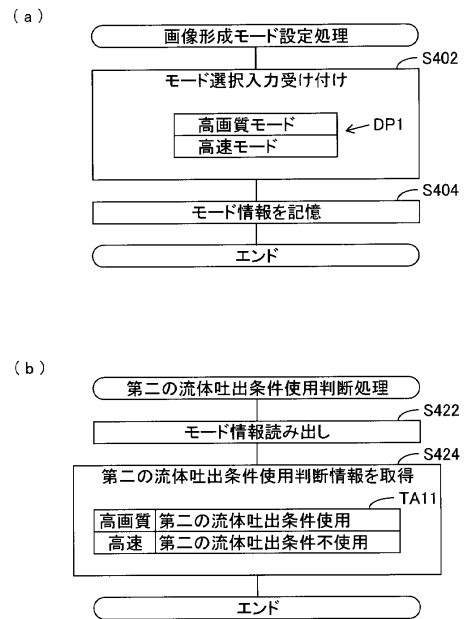 (a)
画像形成モード設定処理
S402
モード選択入力受け付け
高画質モード
DP1
高速モード
S404
モード情報を記憶
エンド
(b)
第二の流体吐出条件使用判断処理
S422
モード情報読み出し
S424
第二の流体吐出条件使用判断情報を取得
TA11
高画質 第二の流体吐出条件使用
高速 第二の流体吐出条件不使用
エンド